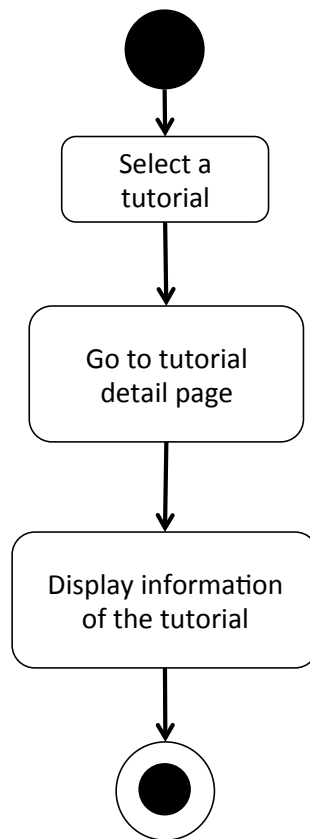 Select a
tutorial
Go to tutorial
detail page
Display information
of the tutorial